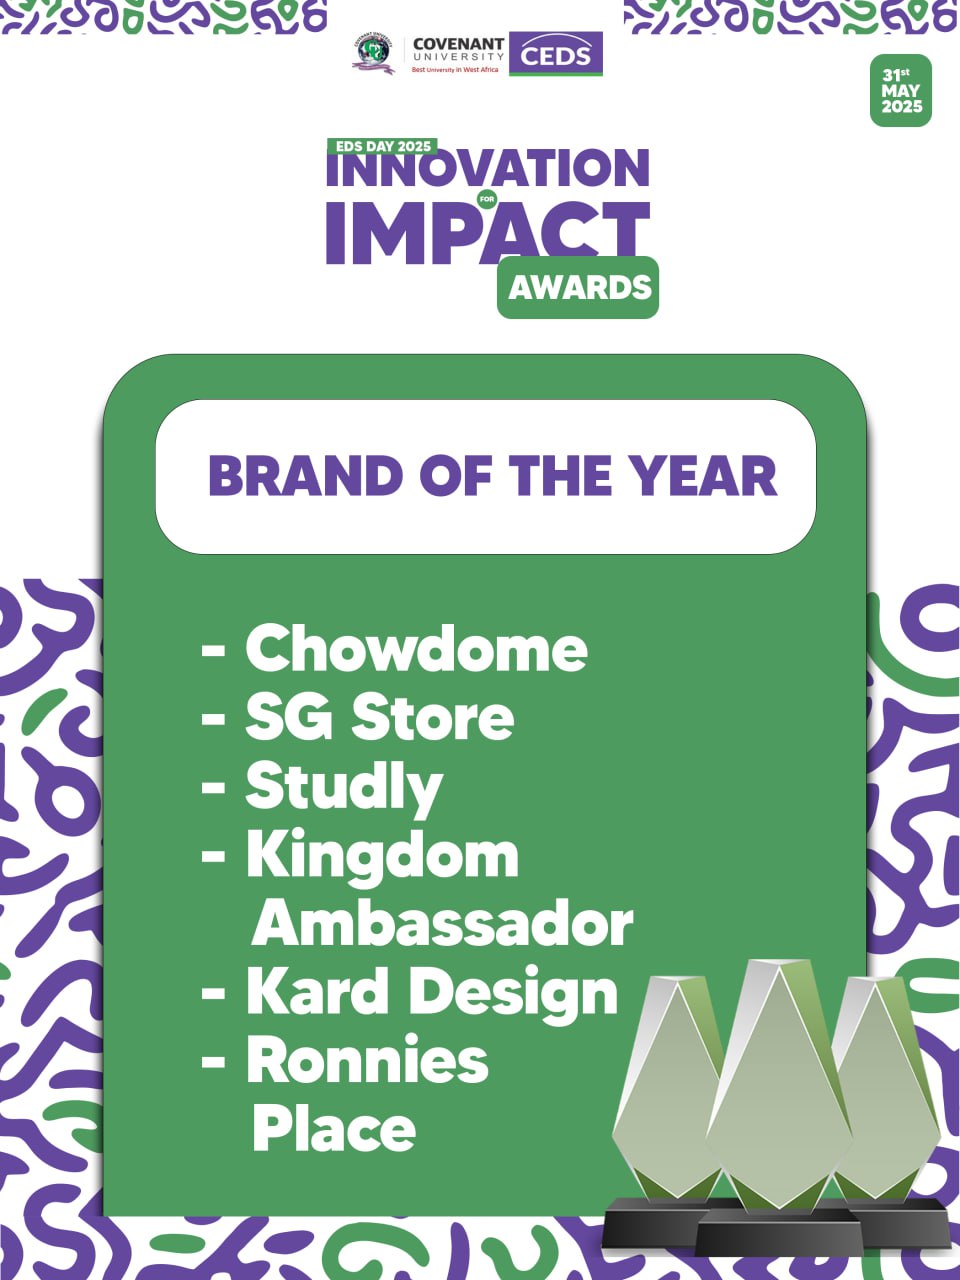 COVENANT
UNIVERSITY
Best University in West Africa
CEDS
31st
MAY
2025
EDS DAY 2025
INNOVATION
FOR
IMPACT
AWARDS
BRAND OF THE YEAR
- Chowdome
- SG Store
- Studly
- Kingdom
Ambassador
- Kard Design
- Ronnies
Place